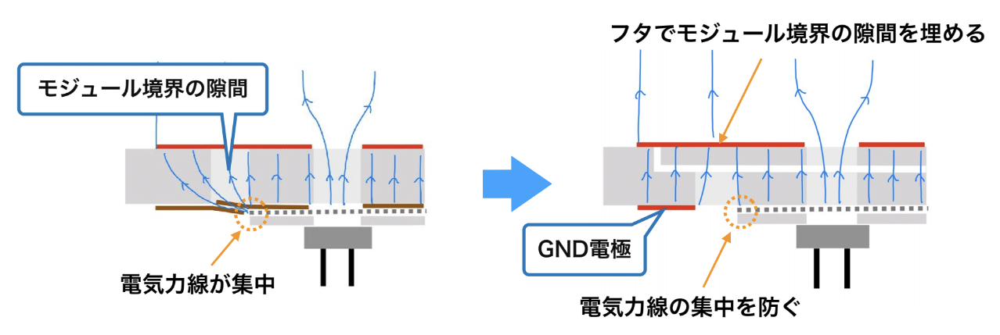 フタでモジュール境界の隙間を埋める
モジュール境界の隙間
GND電極
電気力線が集中
電気力線の集中を防ぐ